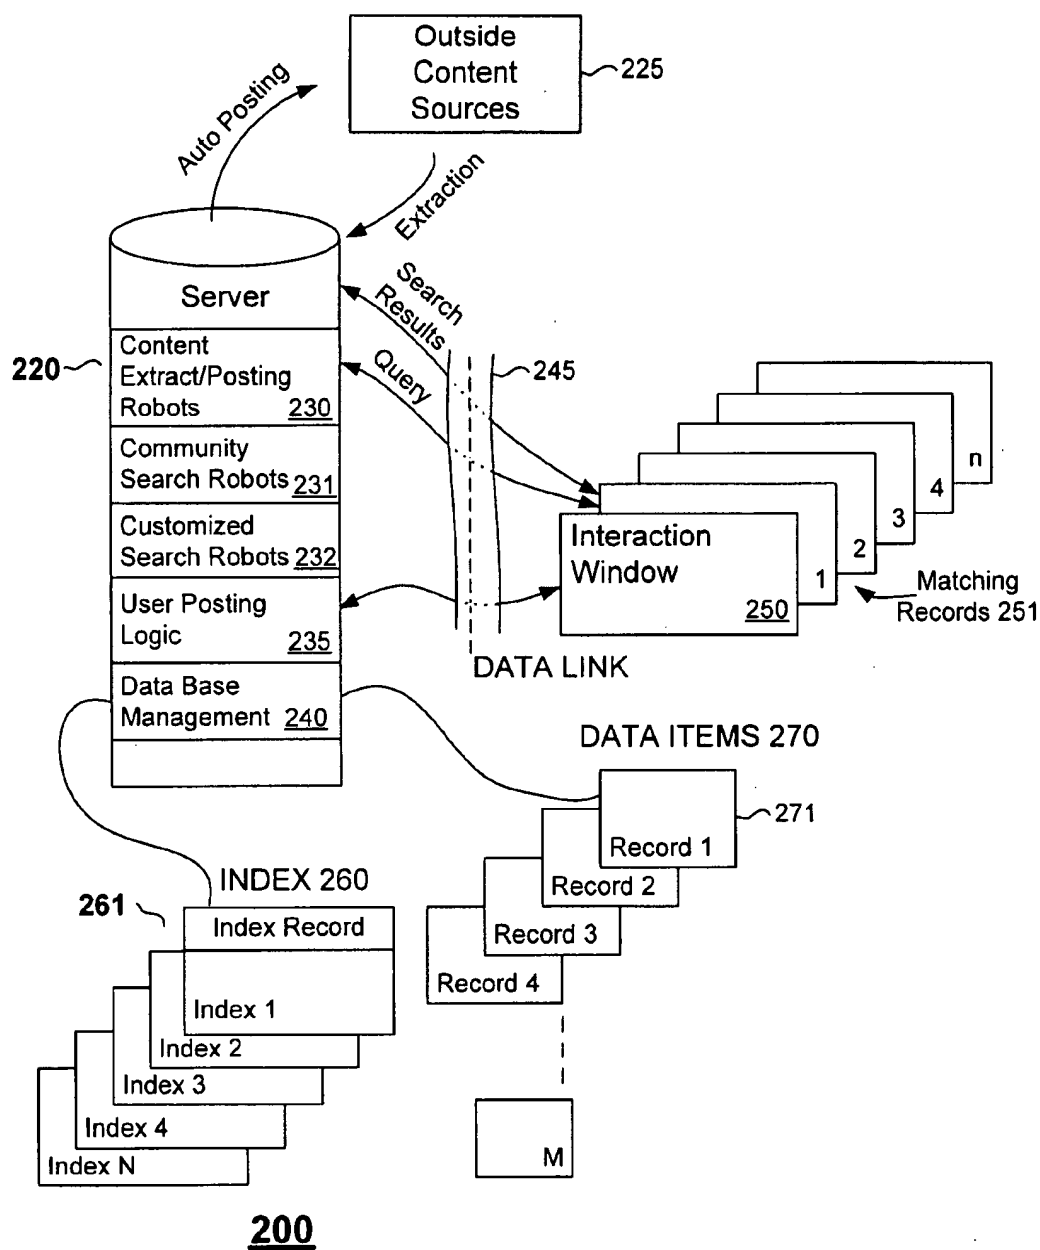 Outside
Content
Sources
225
Auto Posting
Extraction
Server
Search
Results
Query
220
Content
Extract/Posting
Robots 230
245
Community
Search Robots 231
Customized
Search Robots 232
User Posting
Logic 235
Data Base
Management 240
Interaction
Window
250
1
2
3
4
n
Matching
Records 251
DATA LINK
DATA ITEMS 270
271
Record 1
Record 2
Record 3
Record 4
M
INDEX 260
261
Index Record
Index 1
Index 2
Index 3
Index 4
Index N
200